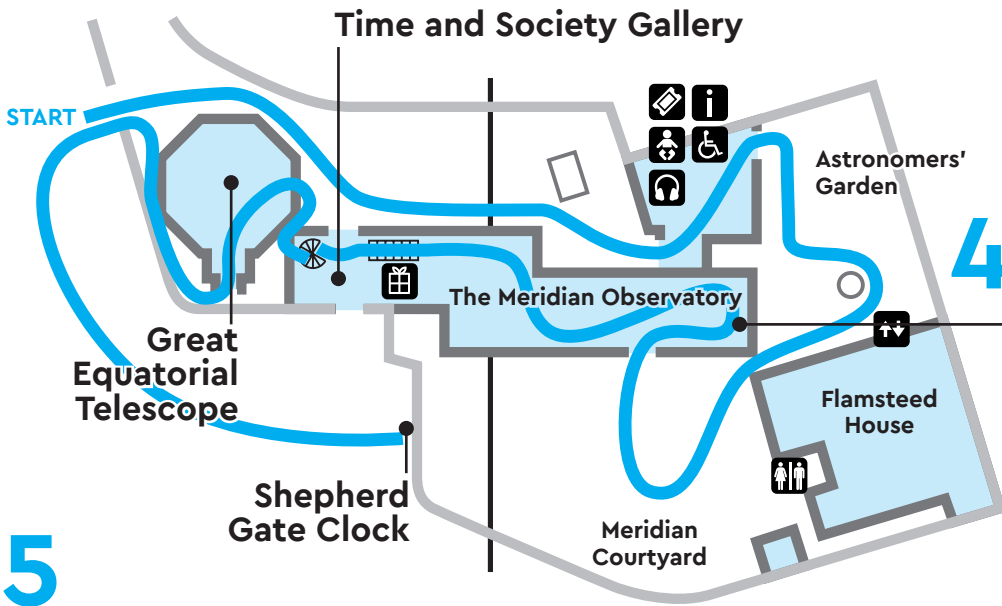 Time and Society Gallery
START
Astronomers'
Garden
4
The Meridian Observatory
Great
Equatorial
Telescope
Flamsteed
House
Shepherd
Gate Clock
Meridian
Courtyard
5